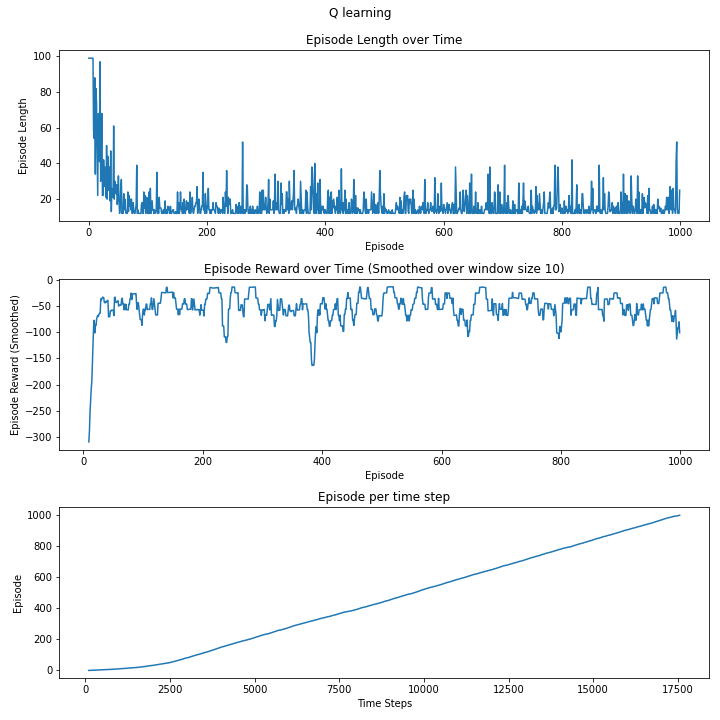 Q learning
Episode Length over Time
100
80
60
40
20
Episode Length
0 200 400 600 800 1000
Episode
Episode Reward over Time (Smoothed over window size 10)
0
−50
−100
−150
−200
−250
−300
Episode Reward (Smoothed)
0 200 400 600 800 1000
Episode
Episode per time step
1000
800
600
400
200
0
Episode
0 2500 5000 7500 10000 12500 15000 17500
Time Steps